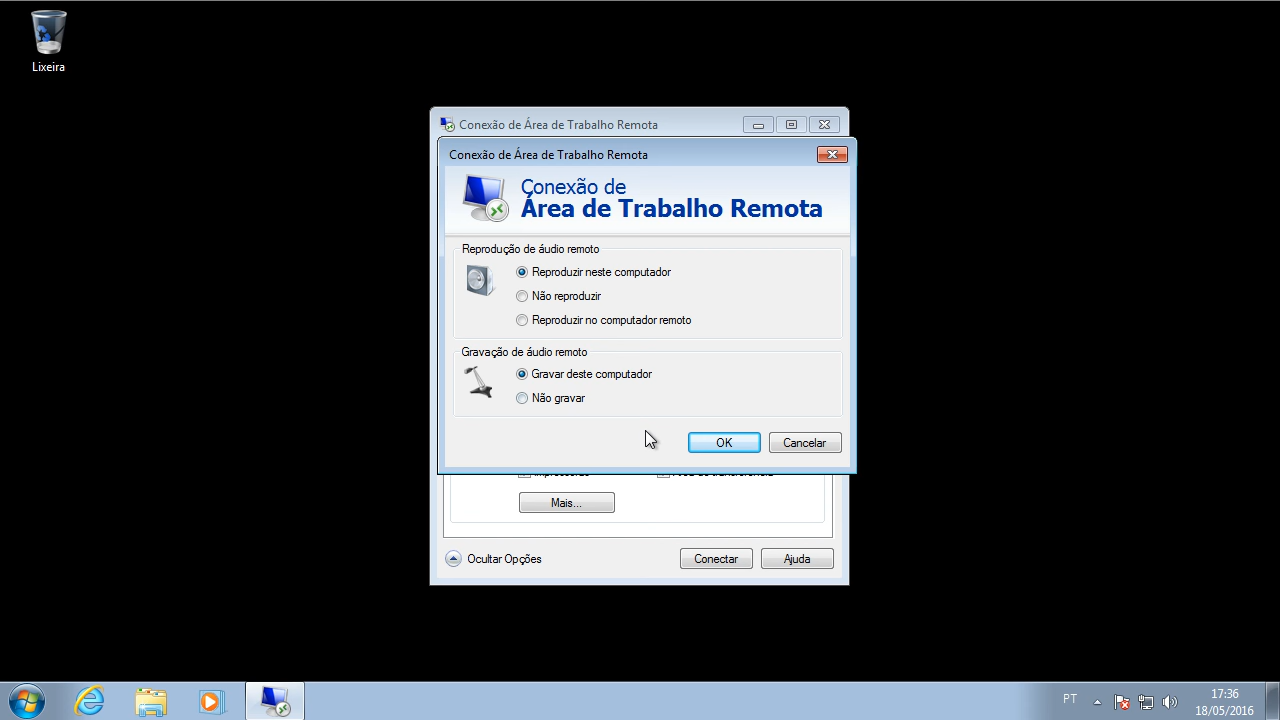 Lixeira
Conexão de Área de Trabalho Remota
Conexão de Área de Trabalho Remota
Conexão de
Área de Trabalho Remota
Reprodução de áudio remoto
Reproduzir neste computador
Não reproduzir
Reproduzir no computador remoto
Gravação de áudio remoto
Gravar deste computador
Não gravar
OK
Cancelar
Mais...
Ocultar Opções
Conectar
Ajuda
PT
17:36
18/05/2016